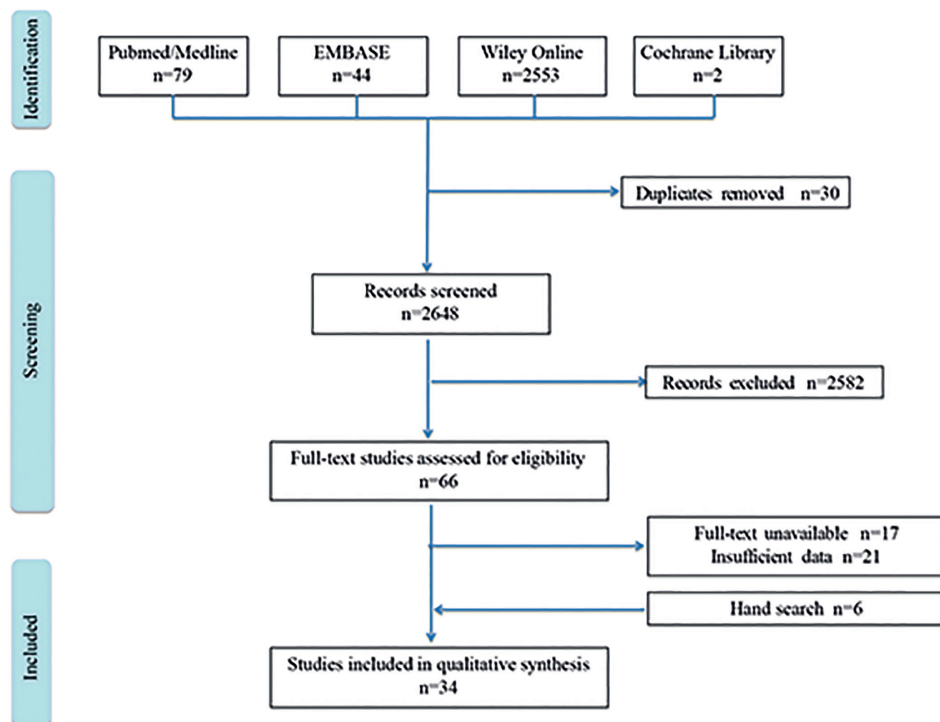 Identification
Pubmed/Medline
n=79
EMBASE
n=44
Wiley Online
n=2553
Cochrane Library
n=2
Duplicates removed n=30
Screening
Records screened
n=2648
Records excluded n=2582
Full-text studies assessed for eligibility
n=66
Full-text unavailable n=17
Insufficient data n=21
Included
Hand search n=6
Studies included in qualitative synthesis
n=34